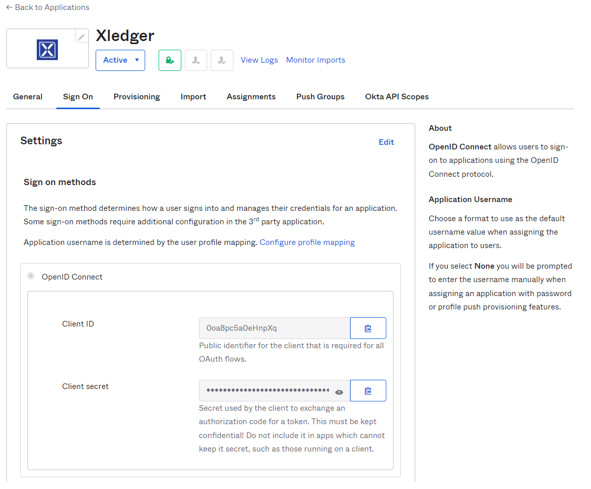 ← Back to Applications
Xledger
Active ▾
View Logs Monitor Imports
General Sign On Provisioning Import Assignments Push Groups Okta API Scopes
Settings
Edit
Sign on methods
The sign-on method determines how a user signs into and manages their credentials for an application.
Some sign-on methods require additional configuration in the 3rd party application.
Application username is determined by the user profile mapping. Configure profile mapping
OpenID Connect
Client ID
0oa8pc5a0eHnpXq
Public identifier for the client that is required for all
OAuth flows.
Client secret
••••••••••••••••••••••••••••••
Secret used by the client to exchange an
authorization code for a token. This must be kept
confidential! Do not include it in apps which cannot
keep it secret, such as those running on a client.
About
OpenID Connect allows users to sign-
on to applications using the OpenID
Connect protocol.
Application Username
Choose a format to use as the default
username value when assigning the
application to users.
If you select None you will be prompted
to enter the username manually when
assigning an application with password
or profile push provisioning features.